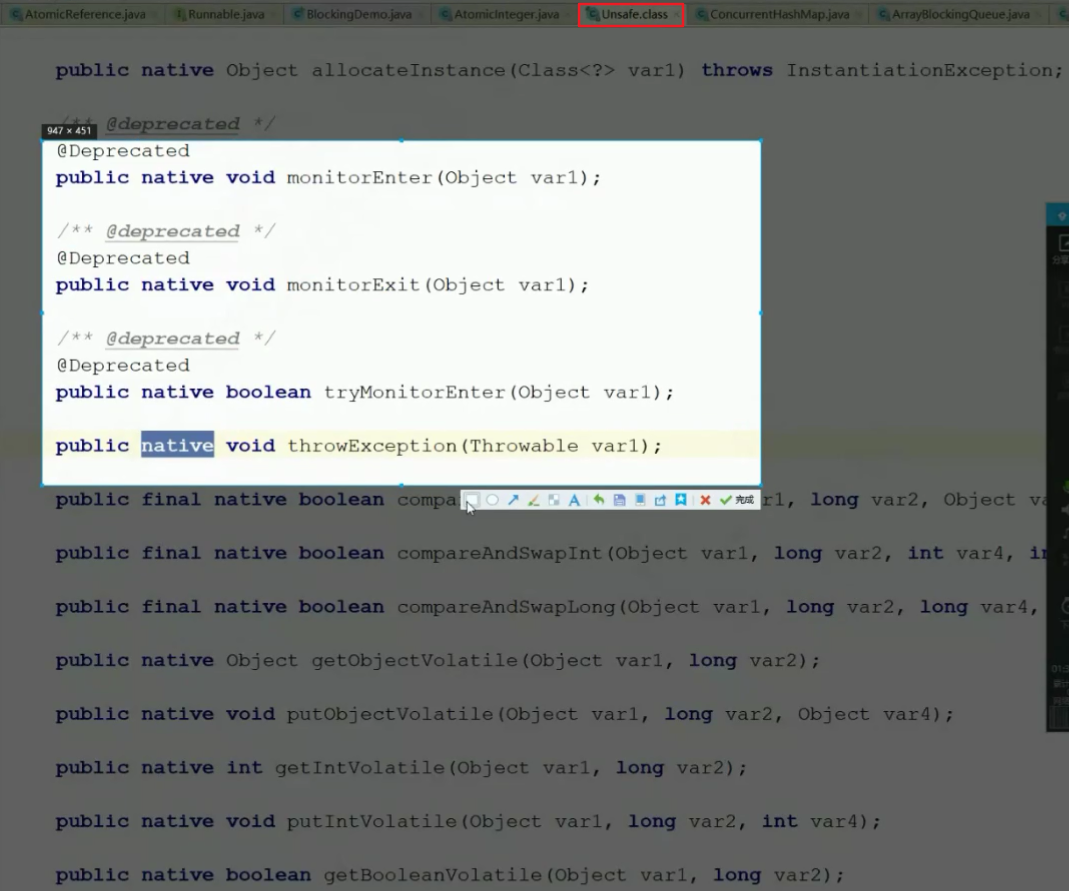 AtomicReference.java Runnable.java BlockingDemo.java AtomicInteger.java Unsafe.class ConcurrentHashMap.java ArrayBlockingQueue.java
public native Object allocateInstance(Class<?> var1) throws InstantiationException;
/** @deprecated */
947 × 451
@Deprecated
public native void monitorEnter(Object var1);
/** @deprecated */
@Deprecated
public native void monitorExit(Object var1);
/** @deprecated */
@Deprecated
public native boolean tryMonitorEnter(Object var1);
public native void throwException(Throwable var1);
public final native boolean compa r1, long var2, Object va
完成
public final native boolean compareAndSwapInt(Object var1, long var2, int var4, in
public final native boolean compareAndSwapLong(Object var1, long var2, long var4,
public native Object getObjectVolatile(Object var1, long var2);
public native void putObjectVolatile(Object var1, long var2, Object var4);
public native int getIntVolatile(Object var1, long var2);
public native void putIntVolatile(Object var1, long var2, int var4);
public native boolean getBooleanVolatile(Object var1, long var2);